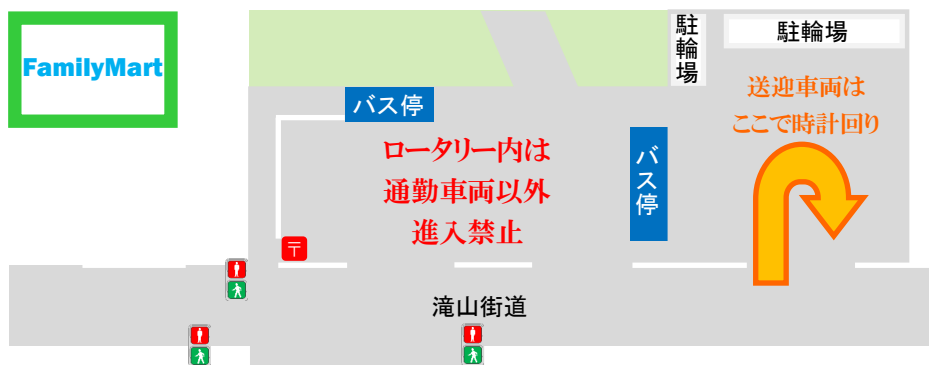 FamilyMart
駐輪場
駐輪場
バス停
送迎車両は
ここで時計回り
ロータリー内は
通勤車両以外
進入禁止
バス停
〒
滝山街道